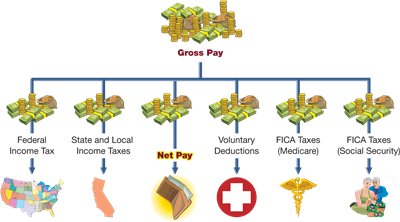 Gross Pay
Federal
Income Tax
State and Local
Income Taxes
Net Pay
Voluntary
Deductions
FICA Taxes
(Medicare)
FICA Taxes
(Social Security)